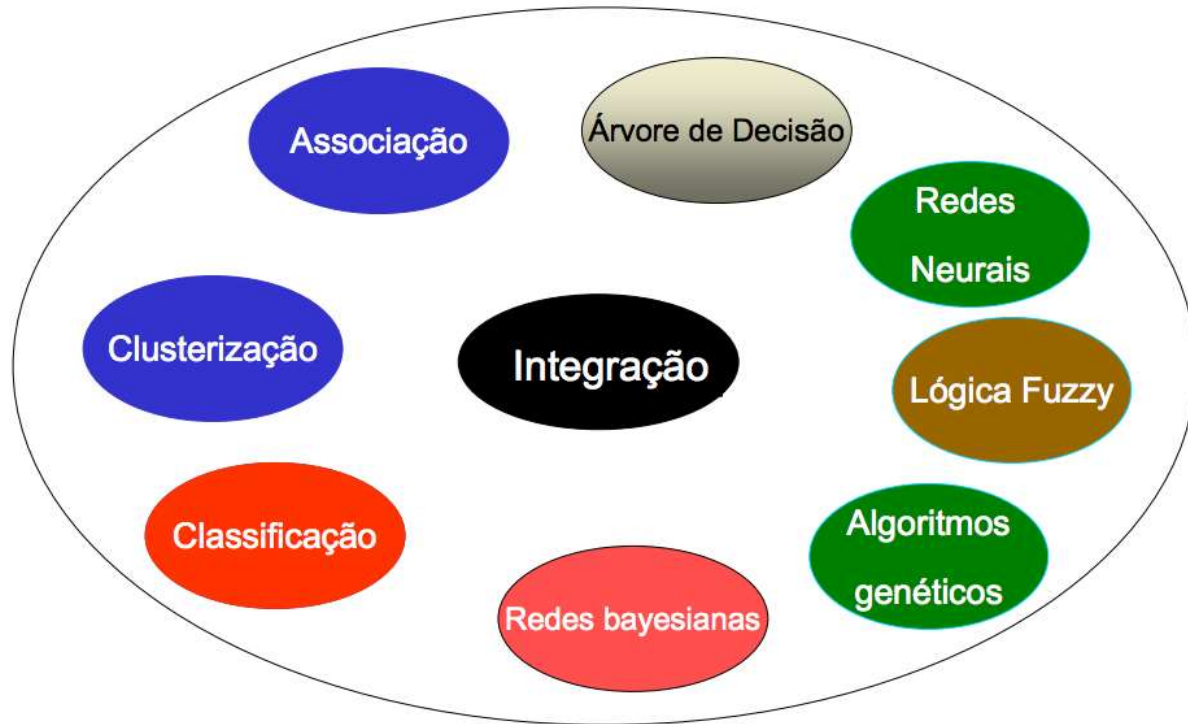 Associação
Árvore de Decisão
Redes
Neurais
Clusterização
Integração
Lógica Fuzzy
Classificação
Algoritmos
genéticos
Redes bayesianas